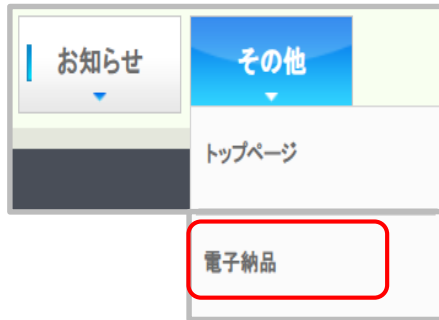 お知らせ
その他
トップページ
電子納品